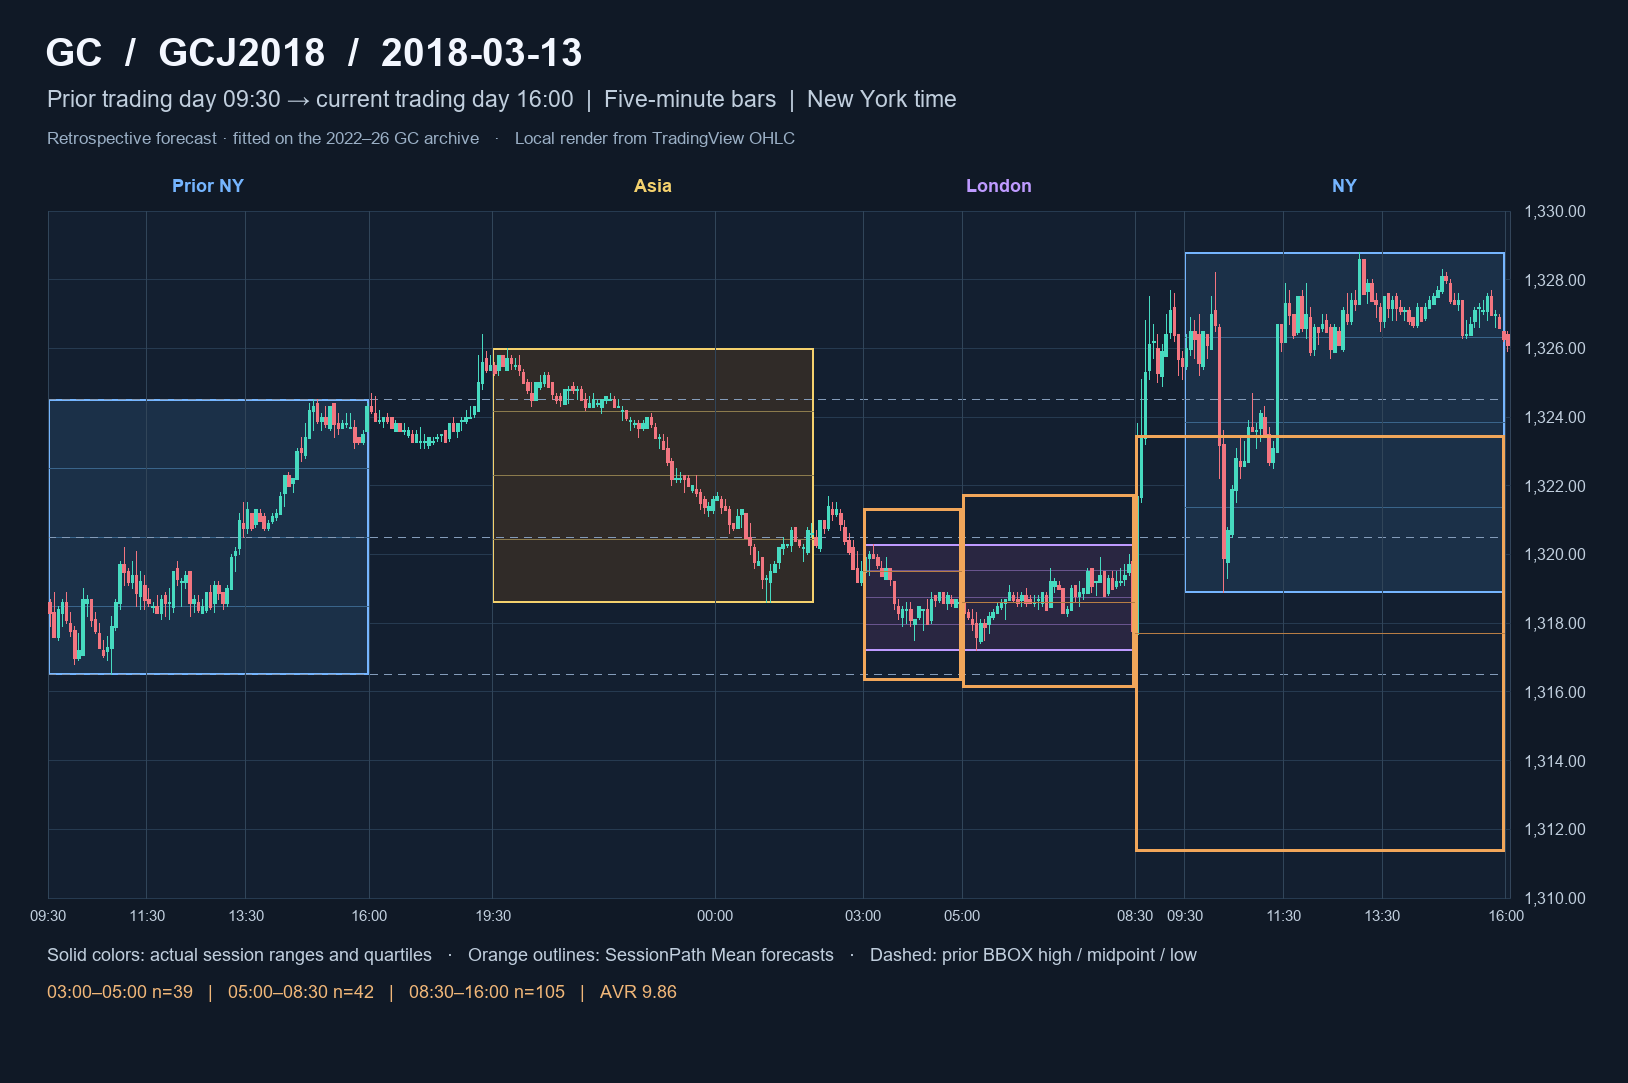 GC / GCJ2018 / 2018-03-13
Prior trading day 09:30 → current trading day 16:00 | Five-minute bars | New York time
Retrospective forecast · fitted on the 2022–26 GC archive · Local render from TradingView OHLC
Prior NY Asia London NY
1,330.00
1,328.00
1,326.00
1,324.00
1,322.00
1,320.00
1,318.00
1,316.00
1,314.00
1,312.00
1,310.00
09:30 11:30 13:30 16:00 19:30 00:00 03:00 05:00 08:30 09:30 11:30 13:30 16:00
Solid colors: actual session ranges and quartiles · Orange outlines: SessionPath Mean forecasts · Dashed: prior BBOX high / midpoint / low
03:00–05:00 n=39 | 05:00–08:30 n=42 | 08:30–16:00 n=105 | AVR 9.86